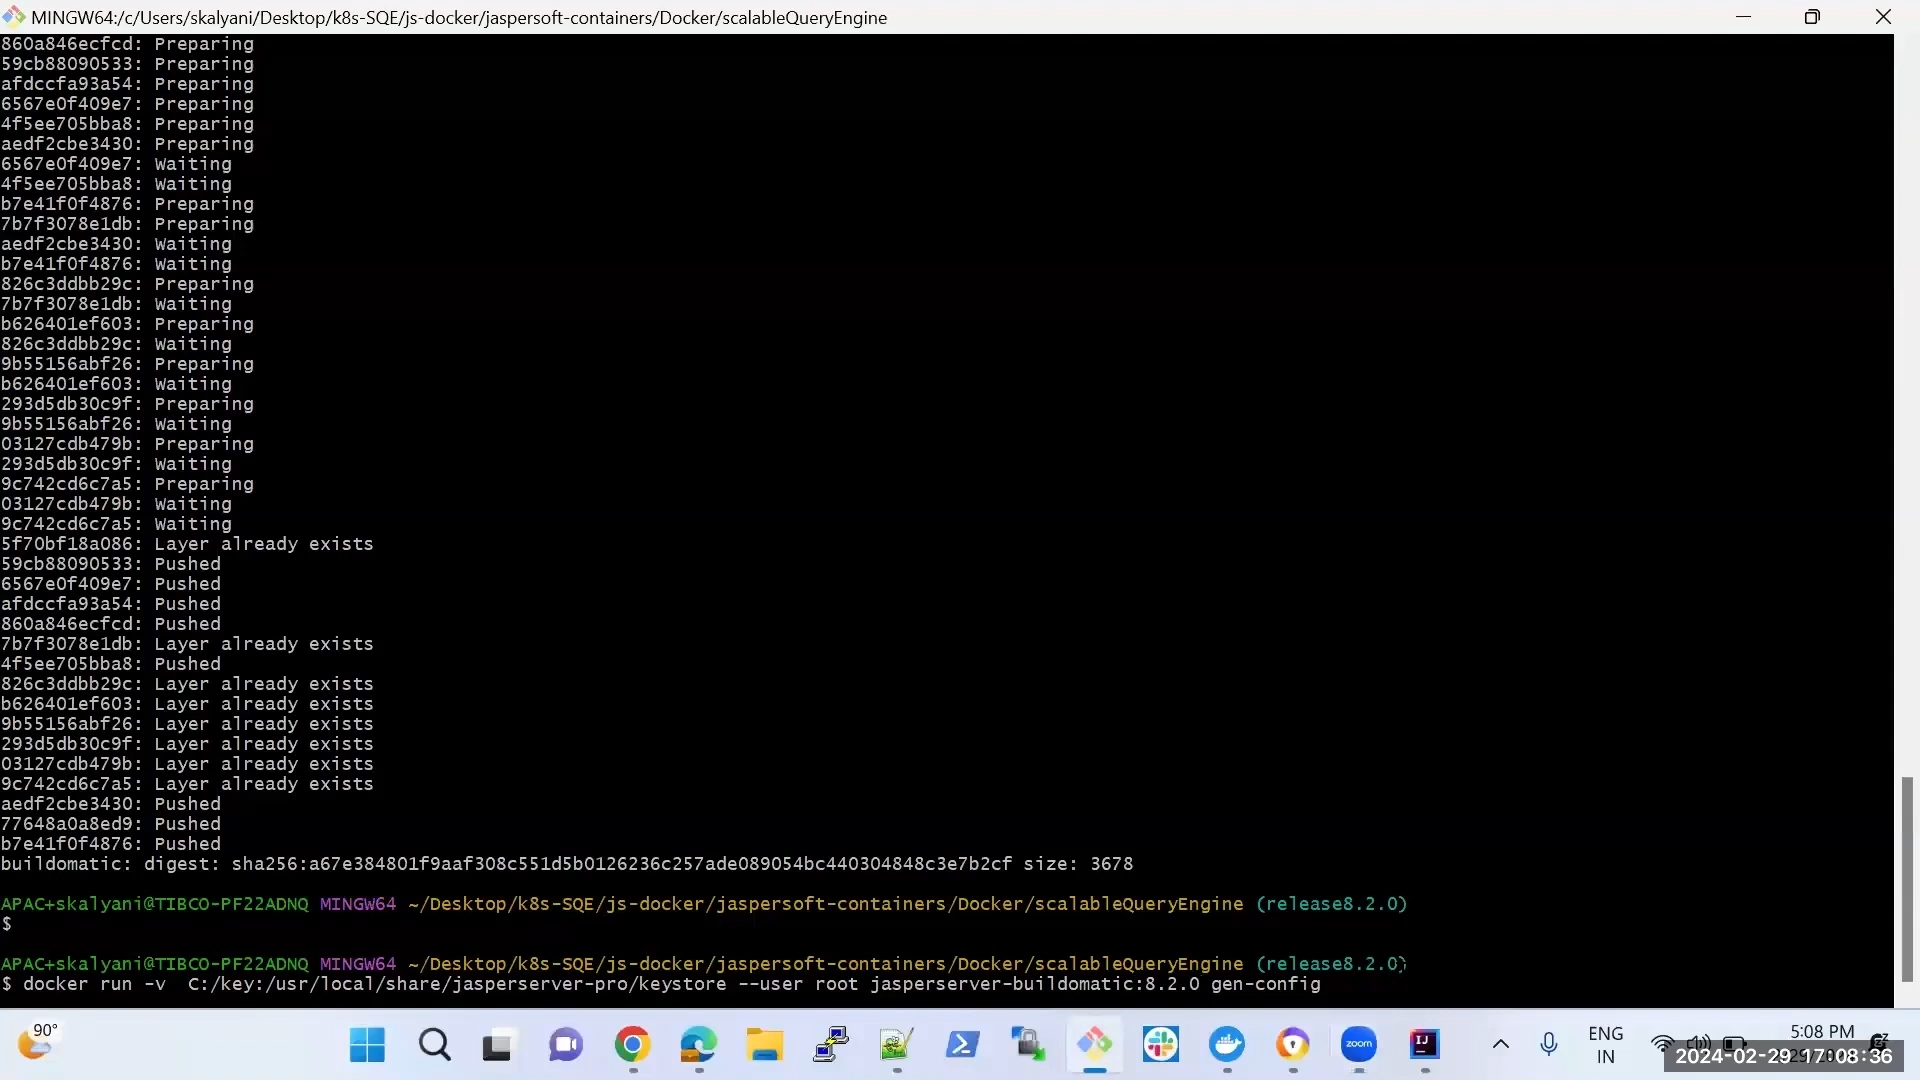 MINGW64:/c/Users/skalyani/Desktop/k8s-SQE/js-docker/jaspersoft-containers/Docker/scalableQueryEngine
860a846ecfcd: Preparing
59cb88090533: Preparing
afdccfa93a54: Preparing
6567e0f409e7: Preparing
4f5ee705bba8: Preparing
aedf2cbe3430: Preparing
6567e0f409e7: Waiting
4f5ee705bba8: Waiting
b7e41f0f4876: Preparing
7b7f3078e1db: Preparing
aedf2cbe3430: Waiting
b7e41f0f4876: Waiting
826c3ddbb29c: Preparing
7b7f3078e1db: Waiting
b626401ef603: Preparing
826c3ddbb29c: Waiting
9b55156abf26: Preparing
b626401ef603: Waiting
293d5db30c9f: Preparing
9b55156abf26: Waiting
03127cdb479b: Preparing
293d5db30c9f: Waiting
9c742cd6c7a5: Preparing
03127cdb479b: Waiting
9c742cd6c7a5: Waiting
5f70bf18a086: Layer already exists
59cb88090533: Pushed
6567e0f409e7: Pushed
afdccfa93a54: Pushed
860a846ecfcd: Pushed
7b7f3078e1db: Layer already exists
4f5ee705bba8: Pushed
826c3ddbb29c: Layer already exists
b626401ef603: Layer already exists
9b55156abf26: Layer already exists
293d5db30c9f: Layer already exists
03127cdb479b: Layer already exists
9c742cd6c7a5: Layer already exists
aedf2cbe3430: Pushed
77648a0a8ed9: Pushed
b7e41f0f4876: Pushed
buildomatic: digest: sha256:a67e384801f9aaf308c551d5b0126236c257ade089054bc440304848c3e7b2cf size: 3678
APAC+skalyani@TIBCO-PF22ADNQ MINGW64 ~/Desktop/k8s-SQE/js-docker/jaspersoft-containers/Docker/scalableQueryEngine (release8.2.0)
$
APAC+skalyani@TIBCO-PF22ADNQ MINGW64 ~/Desktop/k8s-SQE/js-docker/jaspersoft-containers/Docker/scalableQueryEngine (release8.2.0)
$ docker run -v  C:/key:/usr/local/share/jasperserver-pro/keystore --user root jasperserver-buildomatic:8.2.0 gen-config
90°
zoom
IJ
ENG
IN
5:08 PM
2024-02-29 17:08:36